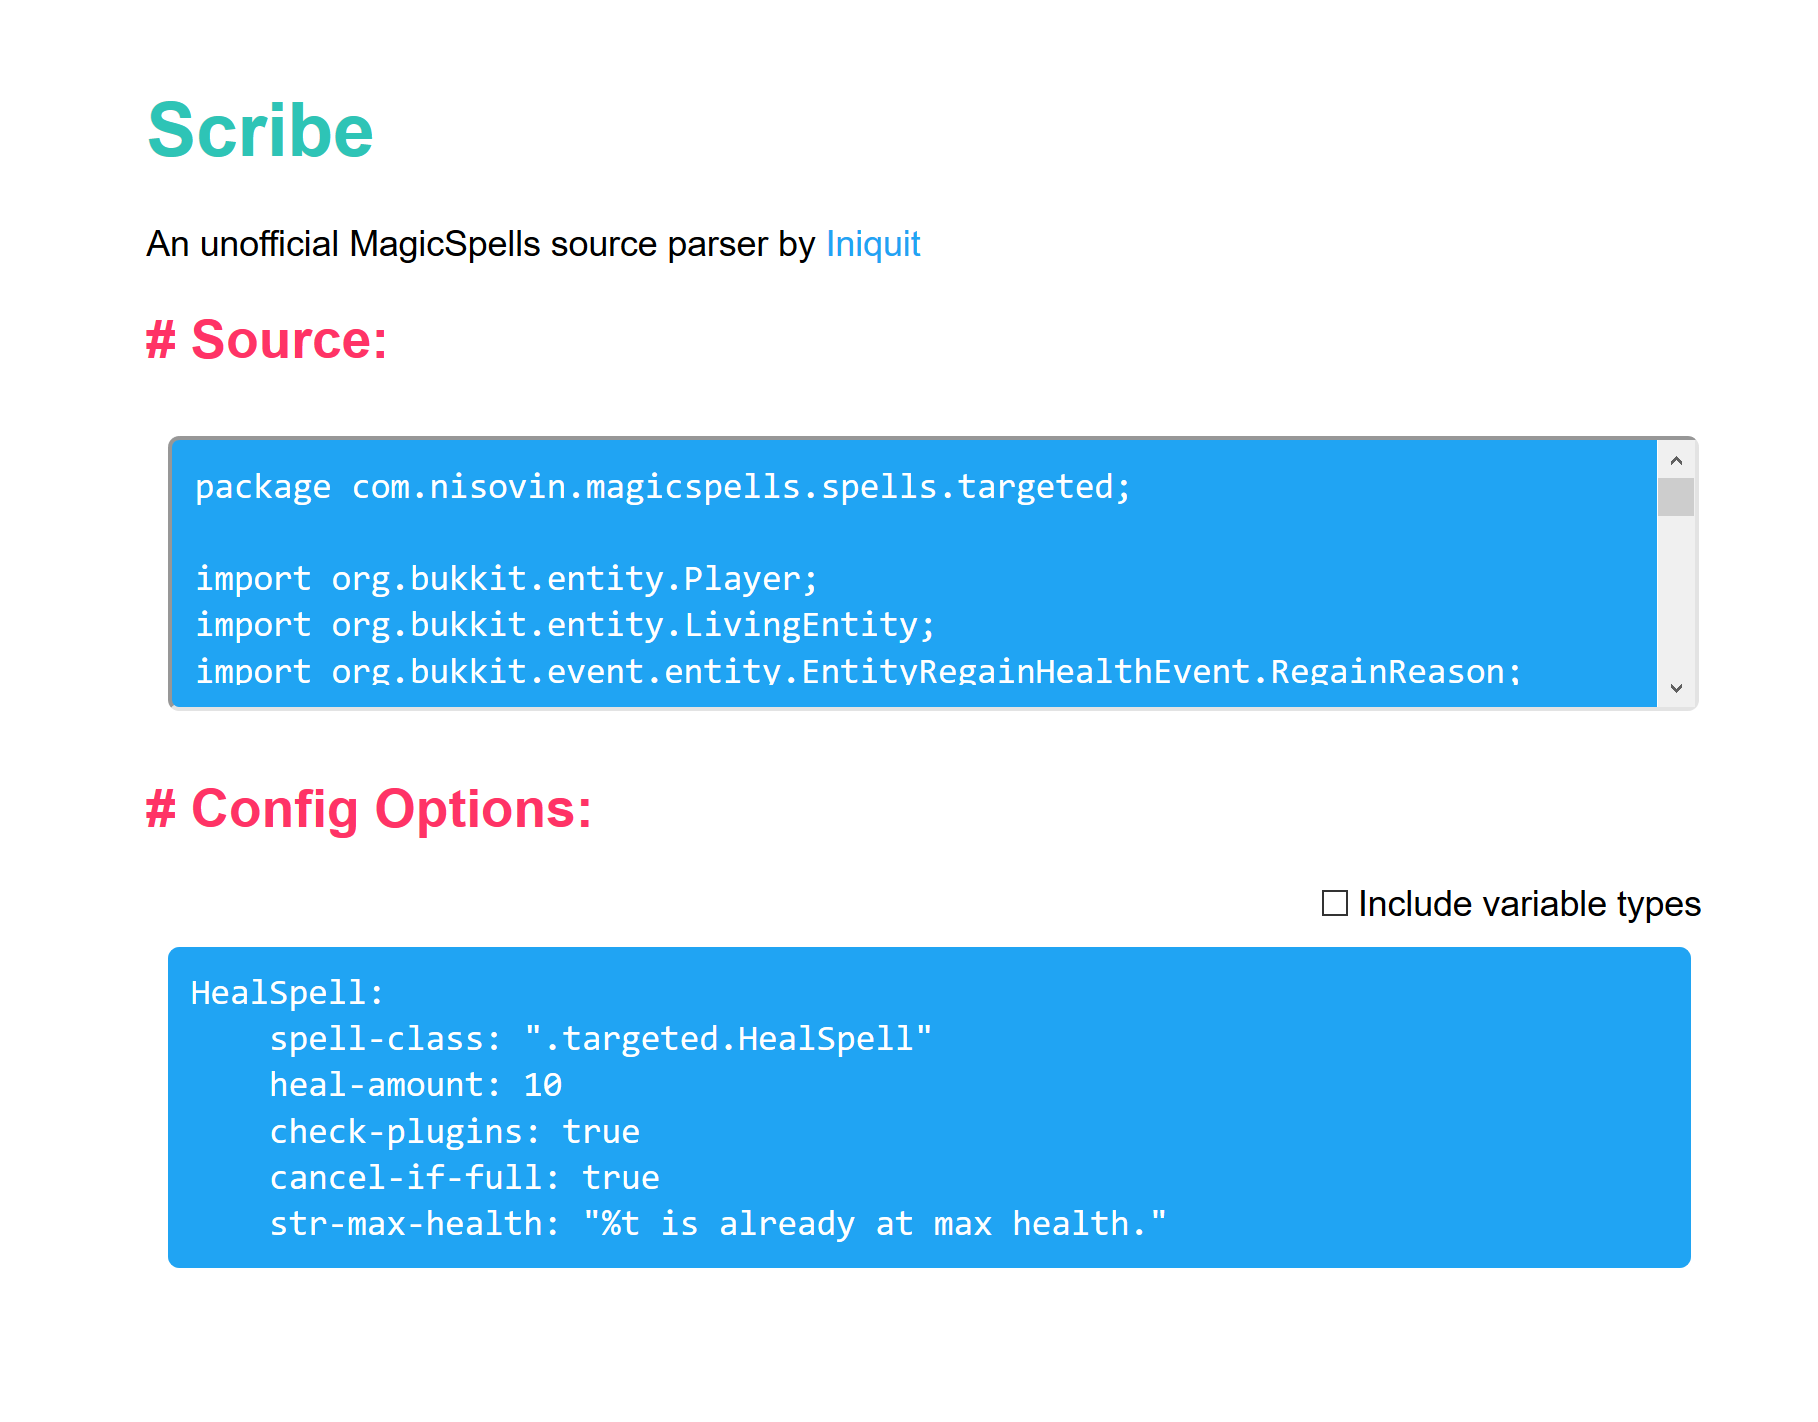 Scribe
An unofficial MagicSpells source parser by Iniquit
# Source:
package com.nisovin.magicspells.spells.targeted;
import org.bukkit.entity.Player;
import org.bukkit.entity.LivingEntity;
import org.bukkit.event.entity.EntityRegainHealthEvent.RegainReason;
# Config Options:
Include variable types
HealSpell:
    spell-class: ".targeted.HealSpell"
    heal-amount: 10
    check-plugins: true
    cancel-if-full: true
    str-max-health: "%t is already at max health."